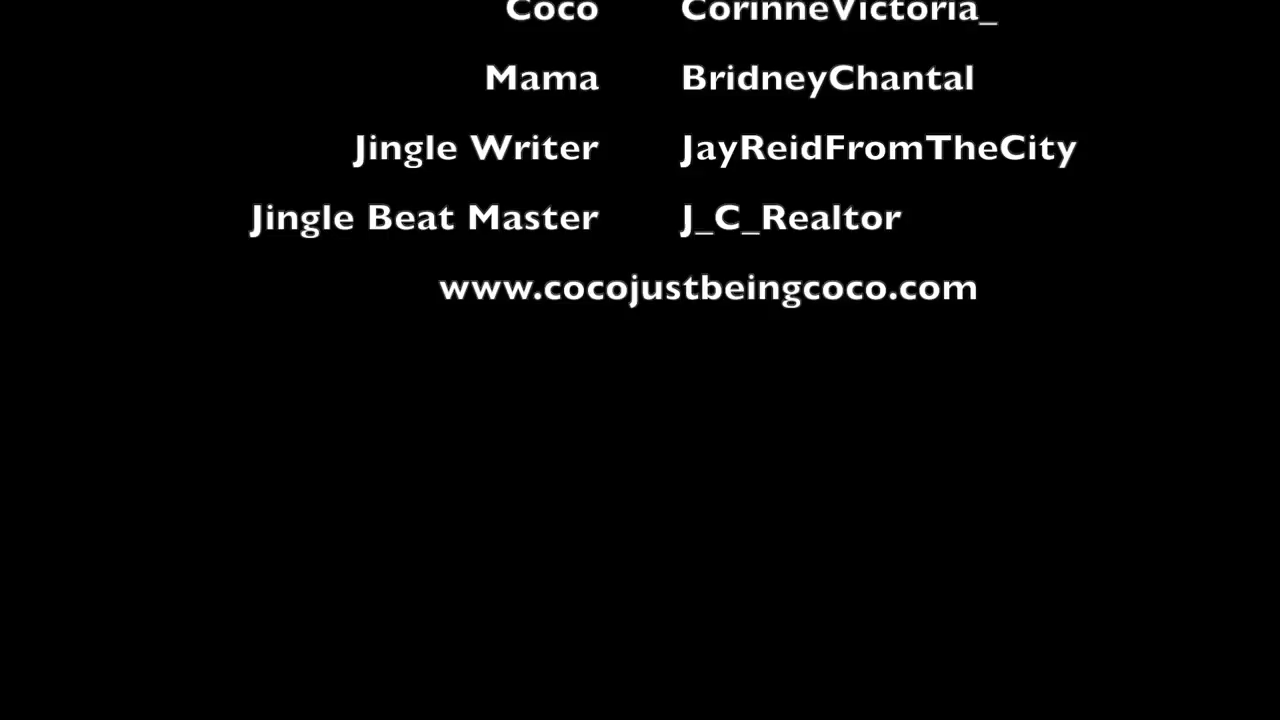 Coco CorinneVictoria_
Mama BridneyChantal
Jingle Writer JayReidFromTheCity
Jingle Beat Master J_C_Realtor
www.cocojustbeingcoco.com